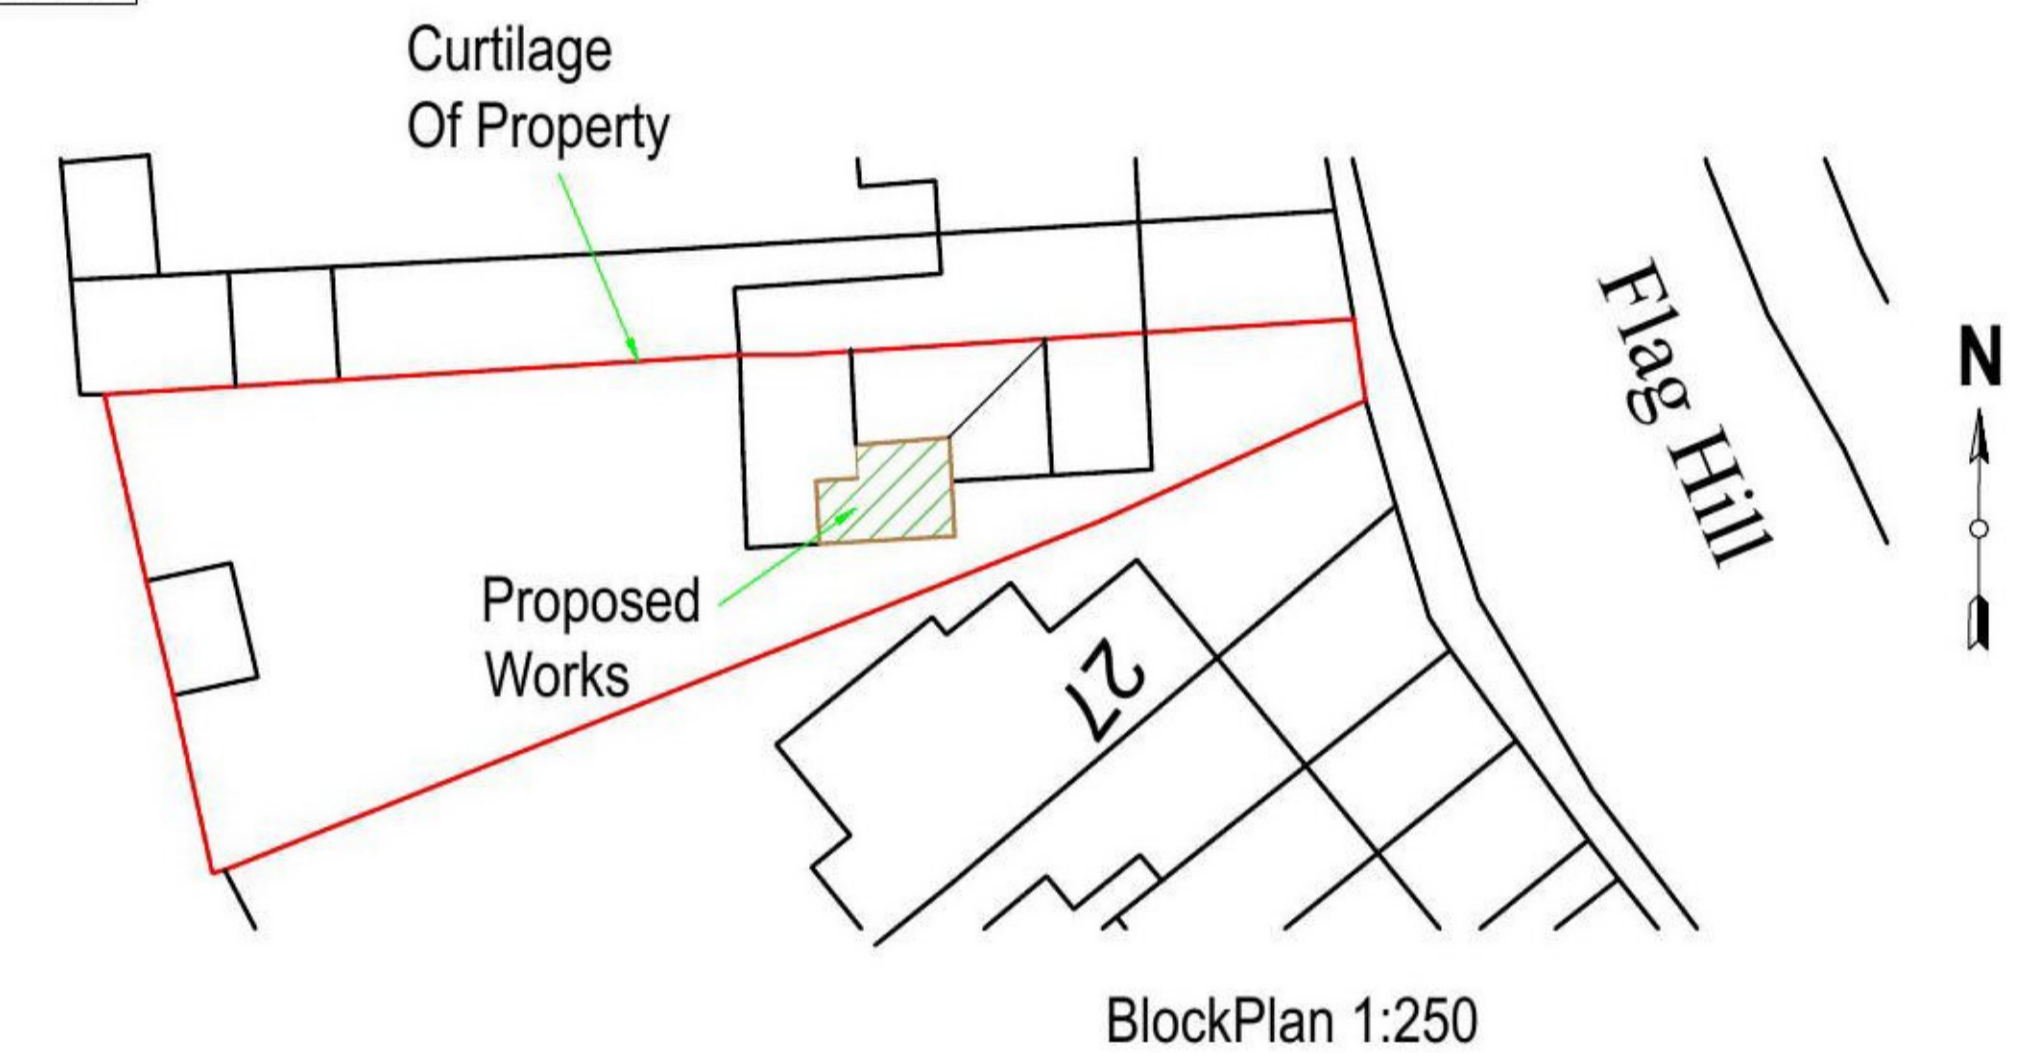 Curtilage
Of Property
Flag Hill
N
Proposed
Works
27
BlockPlan 1:250